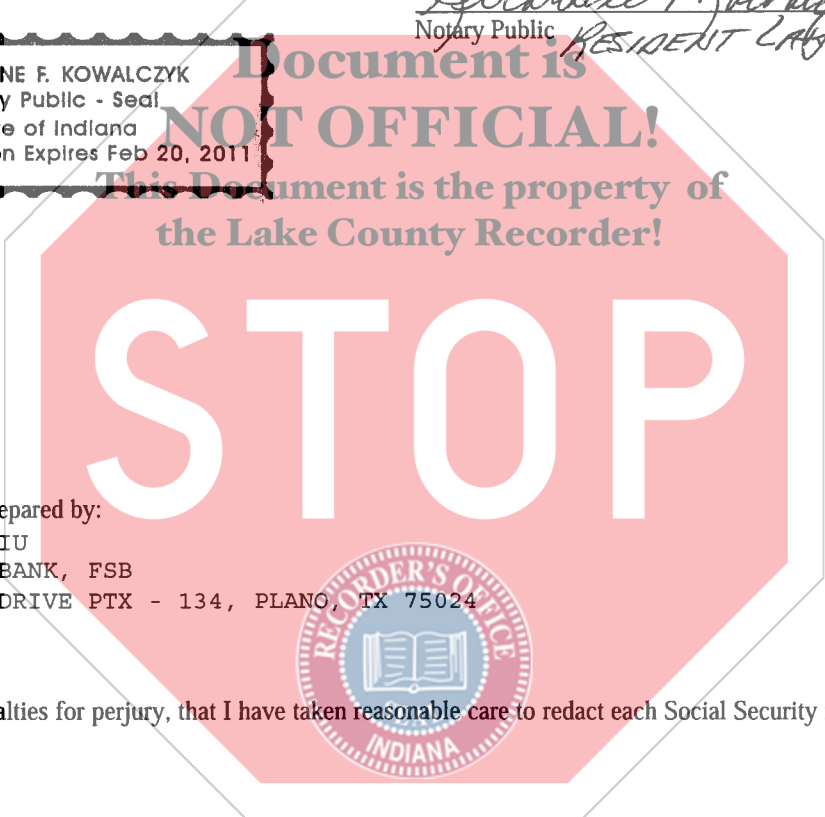 Notary Public RESIDENT
NE F. KOWALCZYK
y Public - Seal
e of Indiana
n Expires Feb 20, 2011
Document is
NOT OFFICIAL!
This Document is the property of
the Lake County Recorder!
STOP
epared by:
IU
BANK, FSB
DRIVE PTX - 134, PLANO, TX 75024
RECORDER'S OFFICE
SEAL
INDIANA
alties for perjury, that I have taken reasonable care to redact each Social Security